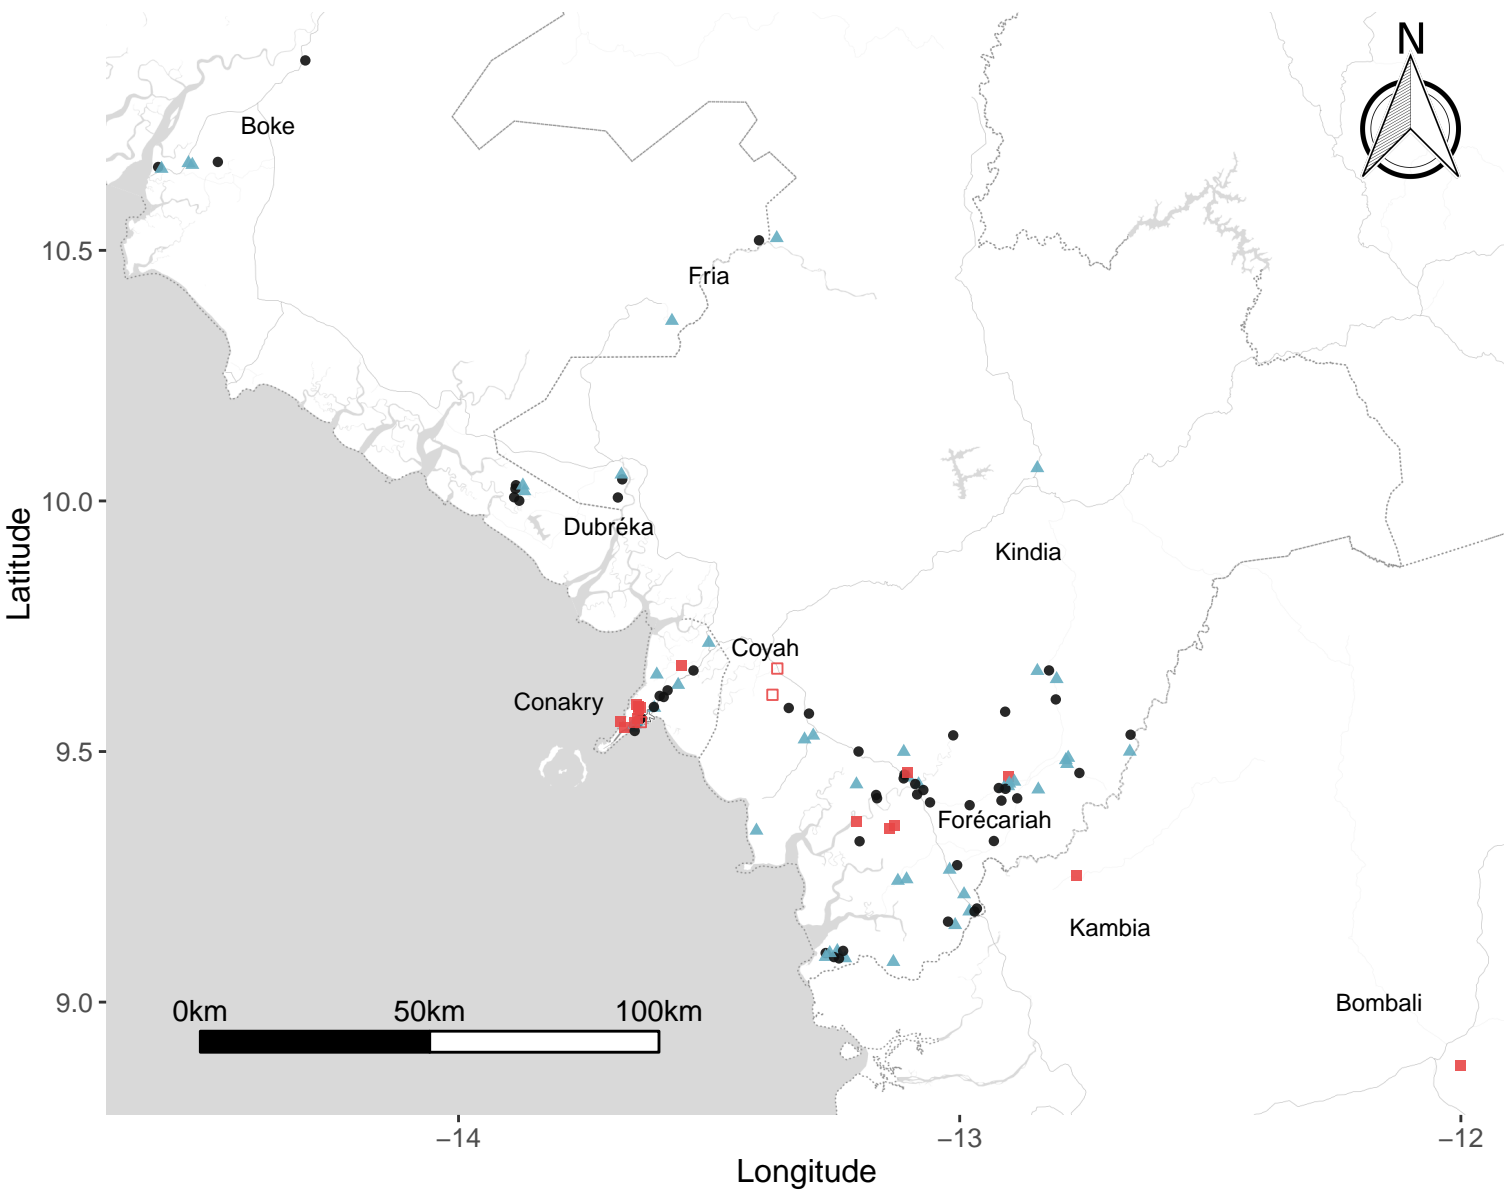 N
Boke
10.5
Fria
10.0
Dubréka
Kindia
Latitude
Coyah
Conakry
9.5
Forécariah
Kambia
9.0
Bombali
0km 50km 100km
−14 −13 −12
Longitude